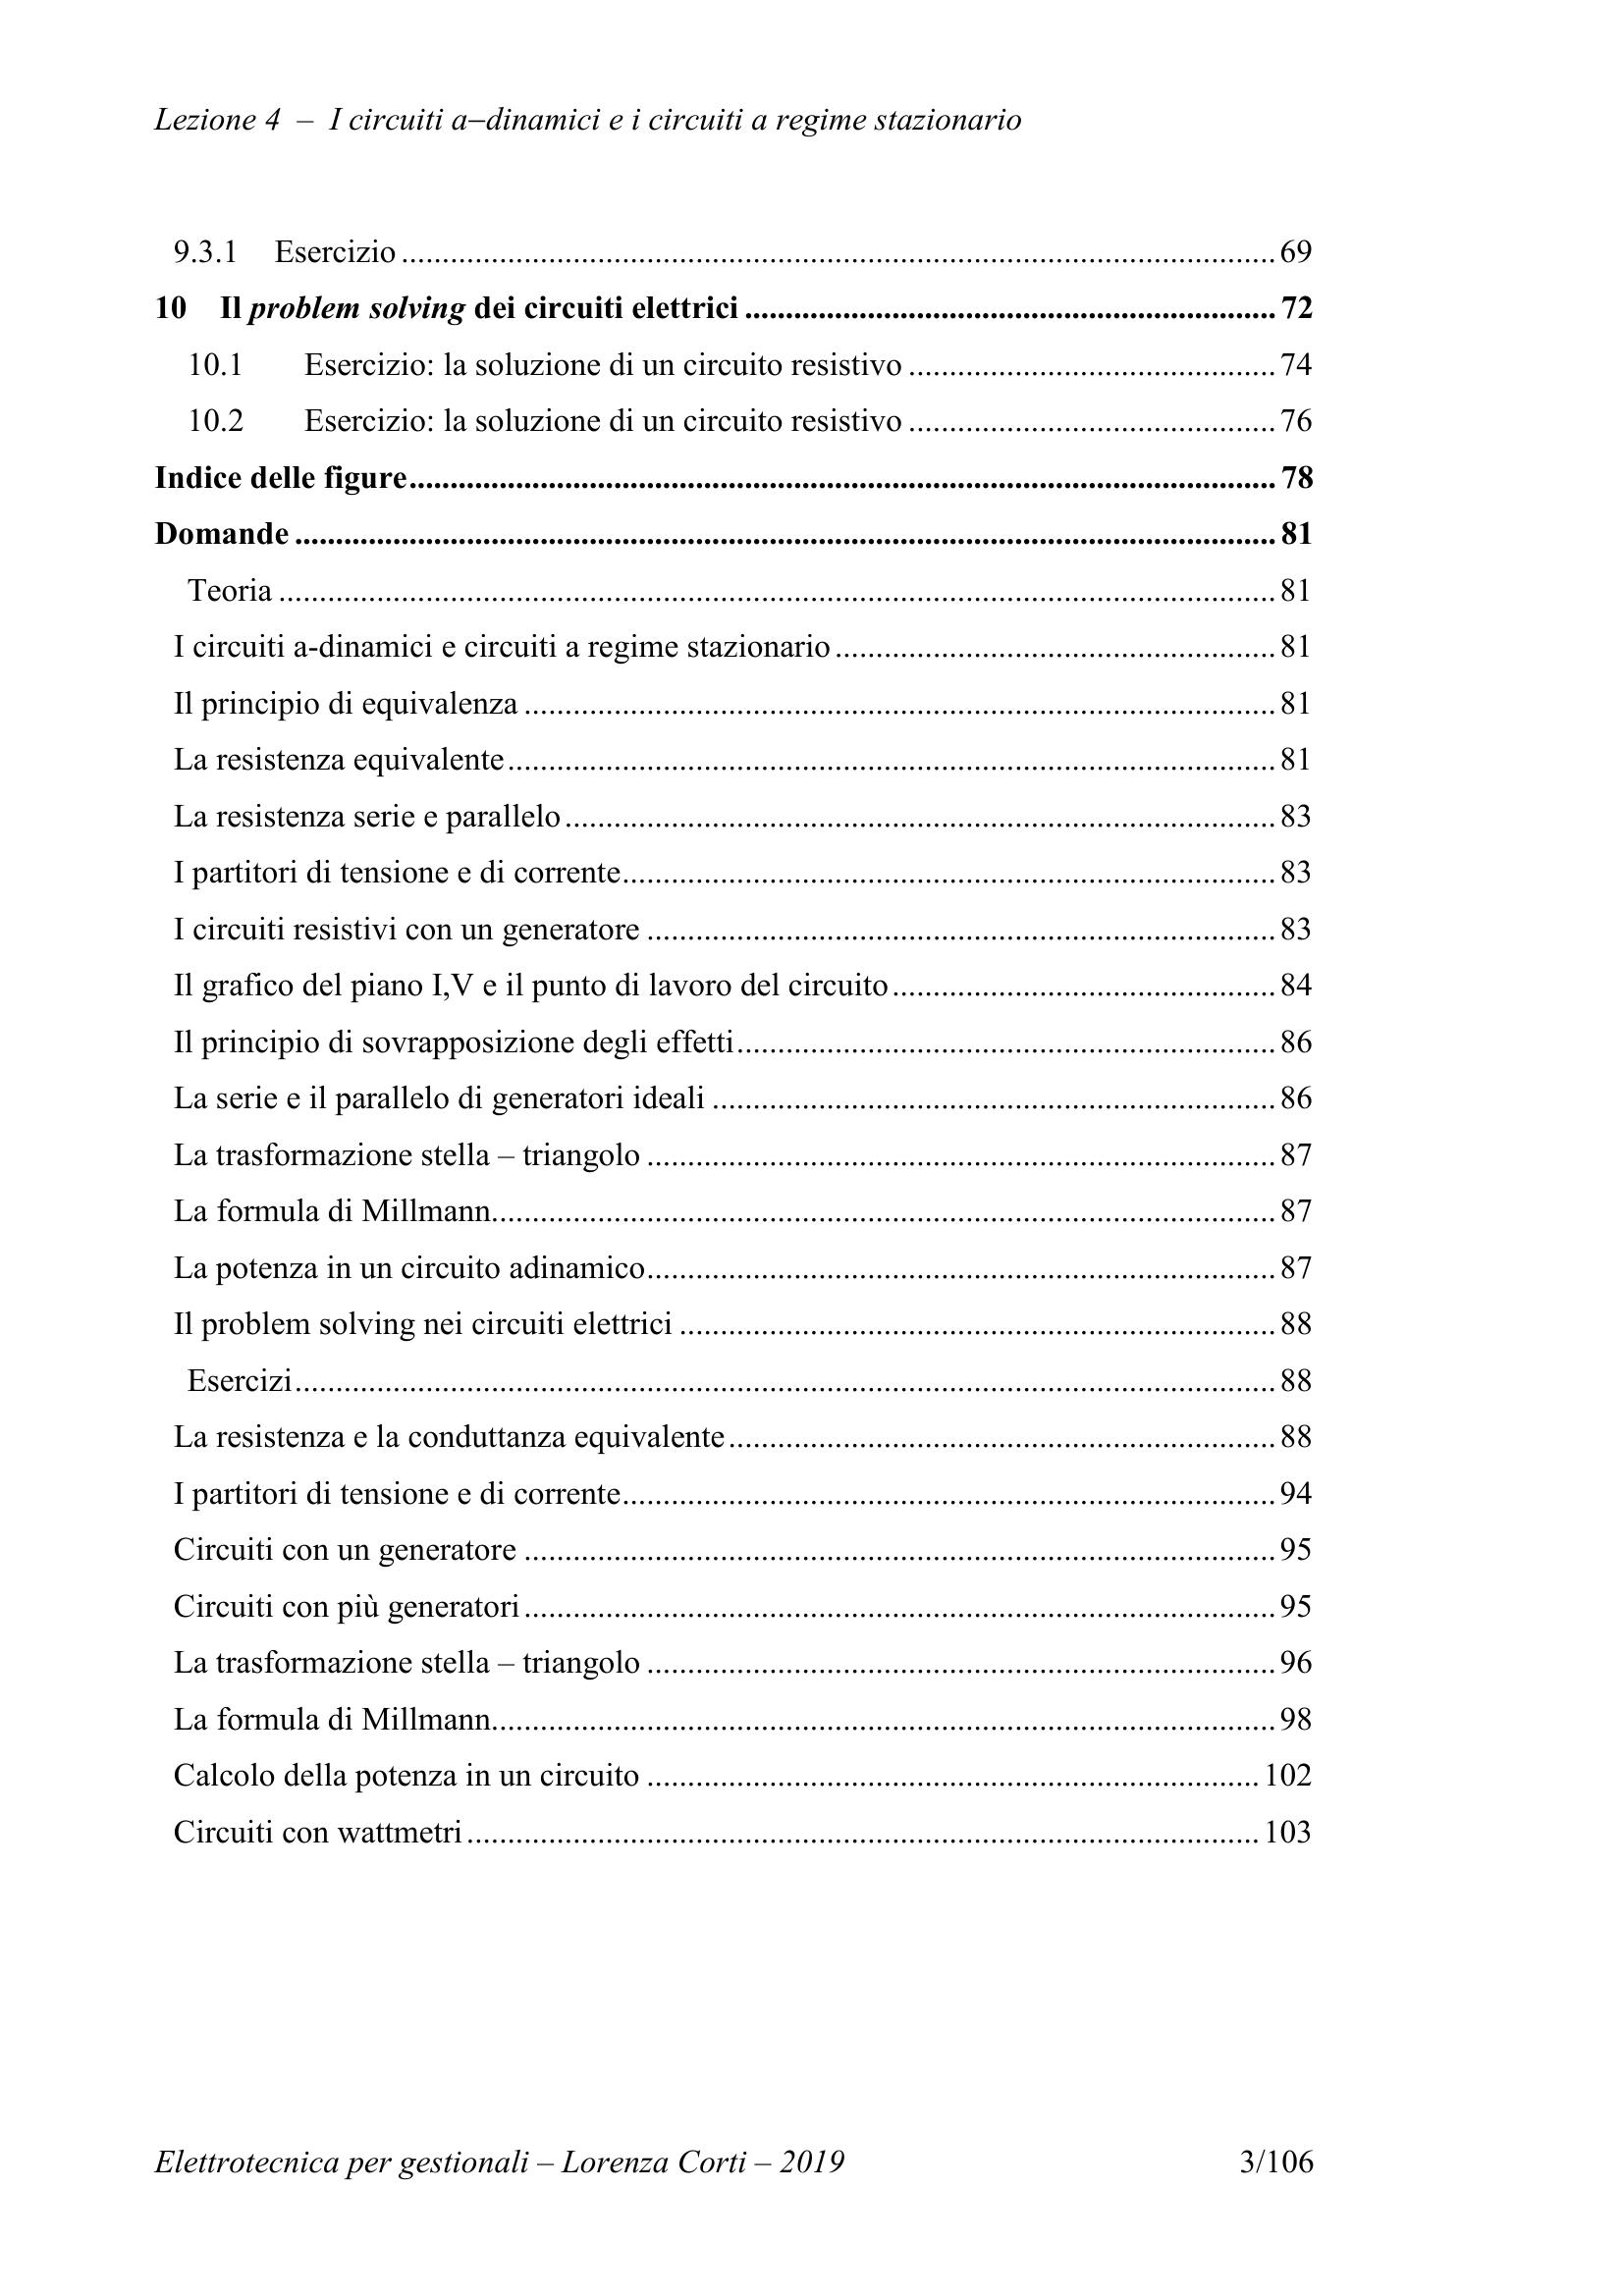 Lezione 4 – I circuiti a–dinamici e i circuiti a regime stazionario
9.3.1 Esercizio 69
10 Il problem solving dei circuiti elettrici 72
10.1 Esercizio: la soluzione di un circuito resistivo 74
10.2 Esercizio: la soluzione di un circuito resistivo 76
Indice delle figure 78
Domande 81
Teoria 81
I circuiti a-dinamici e circuiti a regime stazionario 81
Il principio di equivalenza 81
La resistenza equivalente 81
La resistenza serie e parallelo 83
I partitori di tensione e di corrente 83
I circuiti resistivi con un generatore 83
Il grafico del piano I,V e il punto di lavoro del circuito 84
Il principio di sovrapposizione degli effetti 86
La serie e il parallelo di generatori ideali 86
La trasformazione stella – triangolo 87
La formula di Millmann 87
La potenza in un circuito adinamico 87
Il problem solving nei circuiti elettrici 88
Esercizi 88
La resistenza e la conduttanza equivalente 88
I partitori di tensione e di corrente 94
Circuiti con un generatore 95
Circuiti con più generatori 95
La trasformazione stella – triangolo 96
La formula di Millmann 98
Calcolo della potenza in un circuito 102
Circuiti con wattmetri 103
Elettrotecnica per gestionali – Lorenza Corti – 2019 3/106